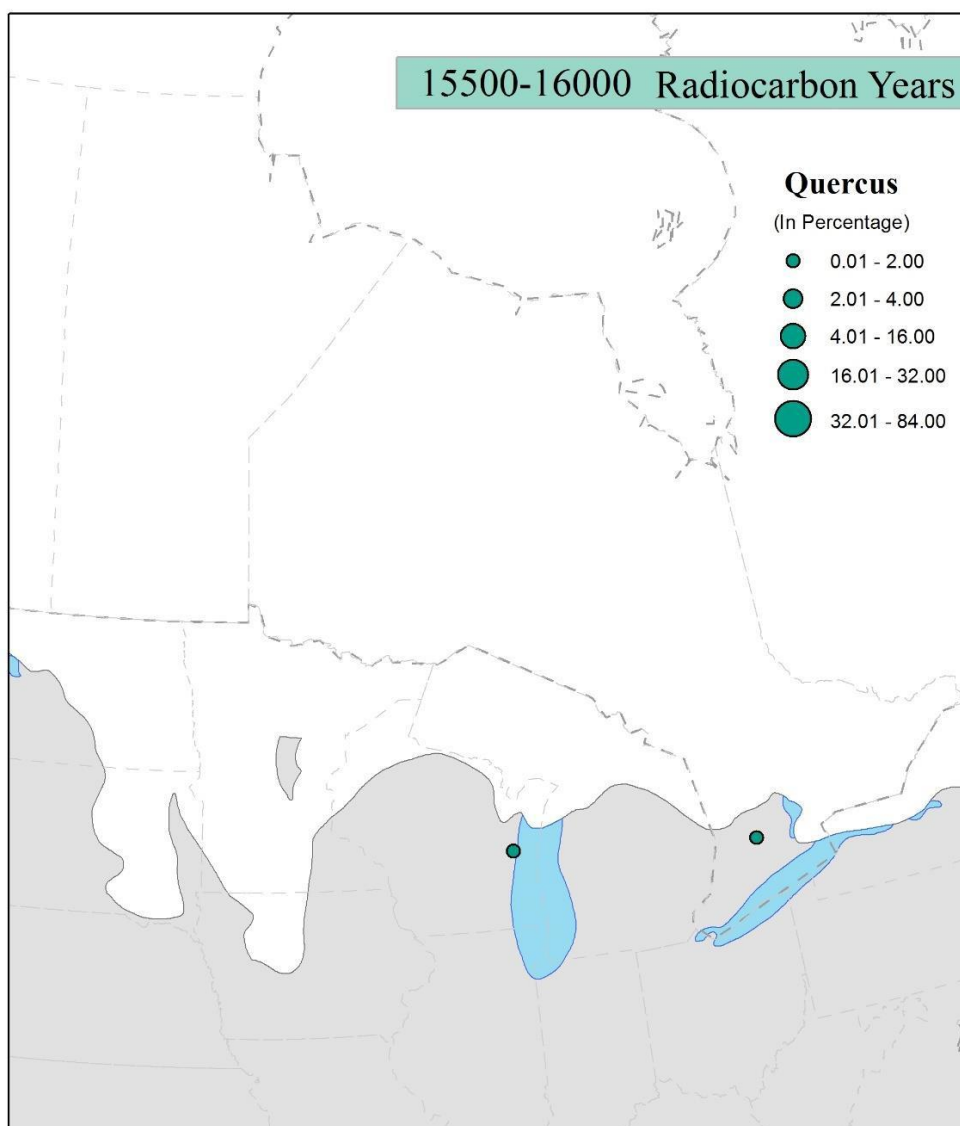 15500-16000 Radiocarbon Years
Quercus
(In Percentage)
0.01 - 2.00
2.01 - 4.00
4.01 - 16.00
16.01 - 32.00
32.01 - 84.00